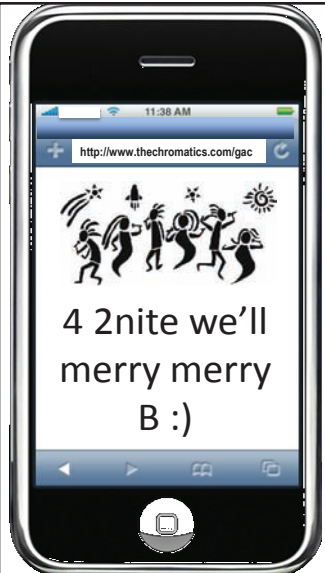 11:38 AM
http://www.thechromatics.com/gac
4 2nite we'll
merry merry
B :)